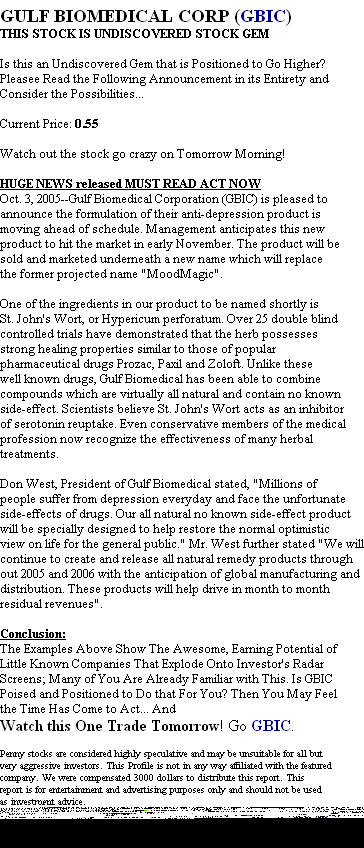 GULF BIOMEDICAL CORP (GBIC)
THIS STOCK IS UNDISCOVERED STOCK GEM
Is this an Undiscovered Gem that is Positioned to Go Higher?
Pleasee Read the Following Announcement in its Entirety and
Consider the Possibilities...
Current Price: 0.55
Watch out the stock go crazy on Tomorrow Morning!
HUGE NEWS released MUST READ ACT NOW
Oct. 3, 2005--Gulf Biomedical Corporation (GBIC) is pleased to
announce the formulation of their anti-depression product is
moving ahead of schedule. Management anticipates this new
product to hit the market in early November. The product will be
sold and marketed underneath a new name which will replace
the former projected name "MoodMagic".
One of the ingredients in our product to be named shortly is
St. John's Wort, or Hypericum perforatum. Over 25 double blind
controlled trials have demonstrated that the herb possesses
strong healing properties similar to those of popular
pharmaceutical drugs Prozac, Paxil and Zoloft. Unlike these
well known drugs, Gulf Biomedical has been able to combine
compounds which are virtually all natural and contain no known
side-effect. Scientists believe St. John's Wort acts as an inhibitor
of serotonin reuptake. Even conservative members of the medical
profession now recognize the effectiveness of many herbal
treatments.
Don West, President of Gulf Biomedical stated, "Millions of
people suffer from depression everyday and face the unfortunate
side-effects of drugs. Our all natural no known side-effect product
will be specially designed to help restore the normal optimistic
view on life for the general public." Mr. West further stated "We will
continue to create and release all natural remedy products through
out 2005 and 2006 with the anticipation of global manufacturing and
distribution. These products will help drive in month to month
residual revenues".
Conclusion:
The Examples Above Show The Awesome, Earning Potential of
Little Known Companies That Explode Onto Investor's Radar
Screens; Many of You Are Already Familiar with This. Is GBIC
Poised and Positioned to Do that For You? Then You May Feel
the Time Has Come to Act... And
Watch this One Trade Tomorrow! Go GBIC.
Penny stocks are considered highly speculative and may be unsuitable for all but
very aggressive investors. This Profile is not in any way affiliated with the featured
company. We were compensated 3000 dollars to distribute this report. This
report is for entertainment and advertising purposes only and should not be used
as investment advice.